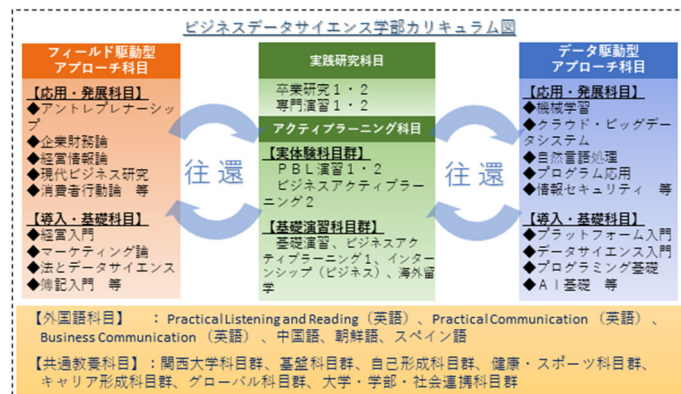 ビジネスデータサイエンス学部カリキュラム図
フィールド駆動型
アプローチ科目
【応用・発展科目】
◆アントレプレナーシッ
プ
◆企業財務論
◆経営情報論
◆現代ビジネス研究
◆消費者行動論　等
【導入・基礎科目】
◆経営入門
◆マーケティング論
◆法とデータサイエンス
◆簿記入門　等
往還
実践研究科目
卒業研究１・２
専門演習１・２
アクティブラーニング科目
【実体験科目群】
ＰＢＬ演習１・２
ビジネスアクティブラー
ニング２
【基礎演習科目群】
基礎演習、ビジネスアク
ティブラーニング１、インター
ンシップ（ビジネス）、海外留
学
往還
データ駆動型
アプローチ科目
【応用・発展科目】
◆機械学習
◆クラウド・ビッグデー
タシステム
◆自然言語処理
◆プログラム応用
◆情報セキュリティ　等
【導入・基礎科目】
◆プラットフォーム入門
◆データサイエンス入門
◆プログラミング基礎
◆ＡＩ基礎　等
【外国語科目】　：Practical Listening and Reading（英語）、Practical Communication （英語）、
Business Communication （英語）、中国語、朝鮮語、スペイン語
【共通教養科目】：関西大学科目群、基盤科目群、自己形成科目群、健康・スポーツ科目群、
キャリア形成科目群、グローバル科目群、大学・学部・社会連携科目群